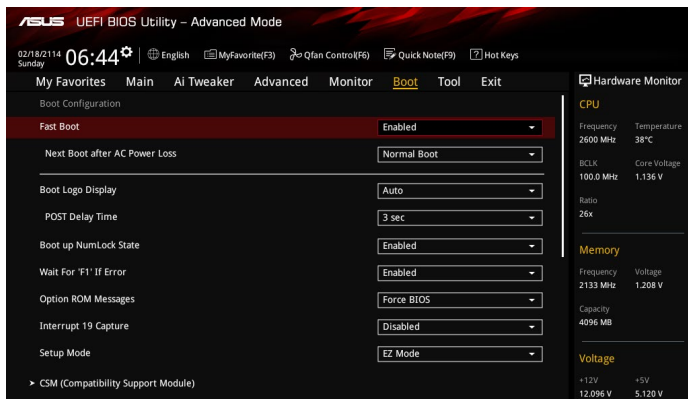 ASUS UEFI BIOS Utility – Advanced Mode
02/18/2114
Sunday
06:44
English
MyFavorite(F3)
Qfan Control(F6)
Quick Note(F9)
? Hot Keys
My Favorites Main Ai Tweaker Advanced Monitor Boot Tool Exit
Hardware Monitor
Boot Configuration
Fast Boot Enabled
Next Boot after AC Power Loss Normal Boot
Boot Logo Display Auto
POST Delay Time 3 sec
Boot up NumLock State Enabled
Wait For 'F1' If Error Enabled
Option ROM Messages Force BIOS
Interrupt 19 Capture Disabled
Setup Mode EZ Mode
CSM (Compatibility Support Module)
CPU
Frequency Temperature
2600 MHz 38°C
BCLK Core Voltage
100.0 MHz 1.136 V
Ratio
26x
Memory
Frequency Voltage
2133 MHz 1.208 V
Capacity
4096 MB
Voltage
+12V +5V
12.096 V 5.120 V